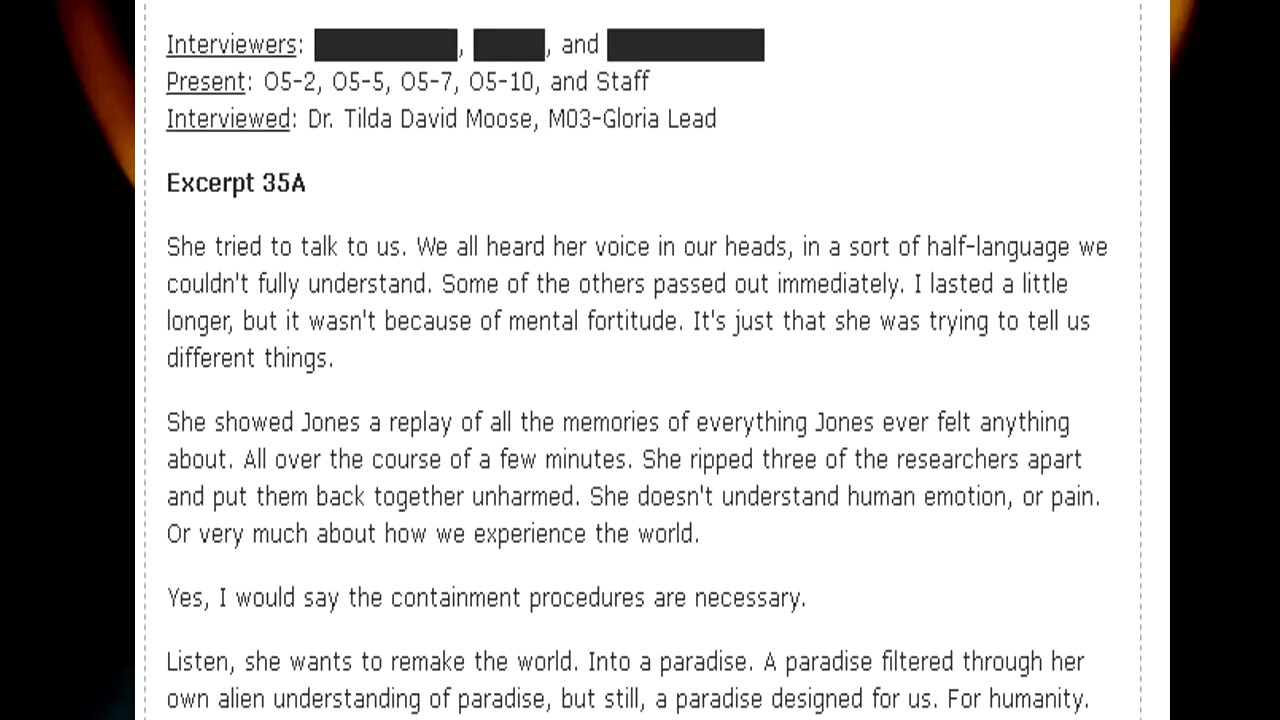 Interviewers: , , and
Present: O5-2, O5-5, O5-7, O5-10, and Staff
Interviewed: Dr. Tilda David Moose, M03-Gloria Lead
Excerpt 35A
She tried to talk to us. We all heard her voice in our heads, in a sort of half-language we
couldn't fully understand. Some of the others passed out immediately. I lasted a little
longer, but it wasn't because of mental fortitude. It's just that she was trying to tell us
different things.
She showed Jones a replay of all the memories of everything Jones ever felt anything
about. All over the course of a few minutes. She ripped three of the researchers apart
and put them back together unharmed. She doesn't understand human emotion, or pain.
Or very much about how we experience the world.
Yes, I would say the containment procedures are necessary.
Listen, she wants to remake the world. Into a paradise. A paradise filtered through her
own alien understanding of paradise, but still, a paradise designed for us. For humanity.